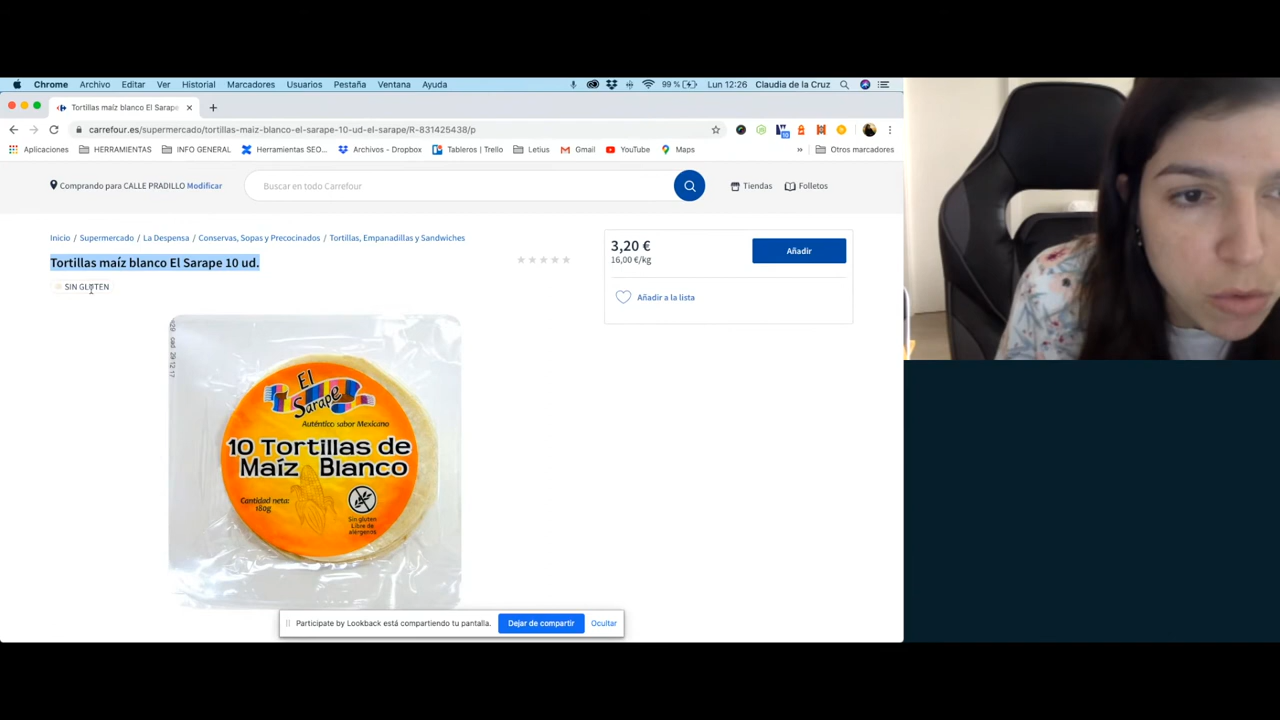 Chrome Archivo Editar Ver Historial Marcadores Usuarios Pestaña Ventana Ayuda 99 % Lun 12:26 Claudia de la Cruz
Tortillas maíz blanco El Sarape
carrefour.es/supermercado/tortillas-maiz-blanco-el-sarape-10-ud-el-sarape/R-831425438/p
Aplicaciones HERRAMIENTAS INFO GENERAL Herramientas SEO... Archivos - Dropbox Tableros | Trello Letius Gmail YouTube Maps » Otros marcadores
Comprando para CALLE PRADILLO Modificar Buscar en todo Carrefour Tiendas Folletos
Inicio / Supermercado / La Despensa / Conservas, Sopas y Precocinados / Tortillas, Empanadillas y Sandwiches
Tortillas maíz blanco El Sarape 10 ud.
SIN GLUTEN
3,20 €
16,00 €/kg
Añadir
Añadir a la lista
cad 29-12-17
El
Sarape
Auténtico sabor Mexicano
10 Tortillas de
Maíz Blanco
Cantidad neta:
180g
Sin gluten
Libre de
alérgenos
Participate by Lookback está compartiendo tu pantalla. Dejar de compartir Ocultar